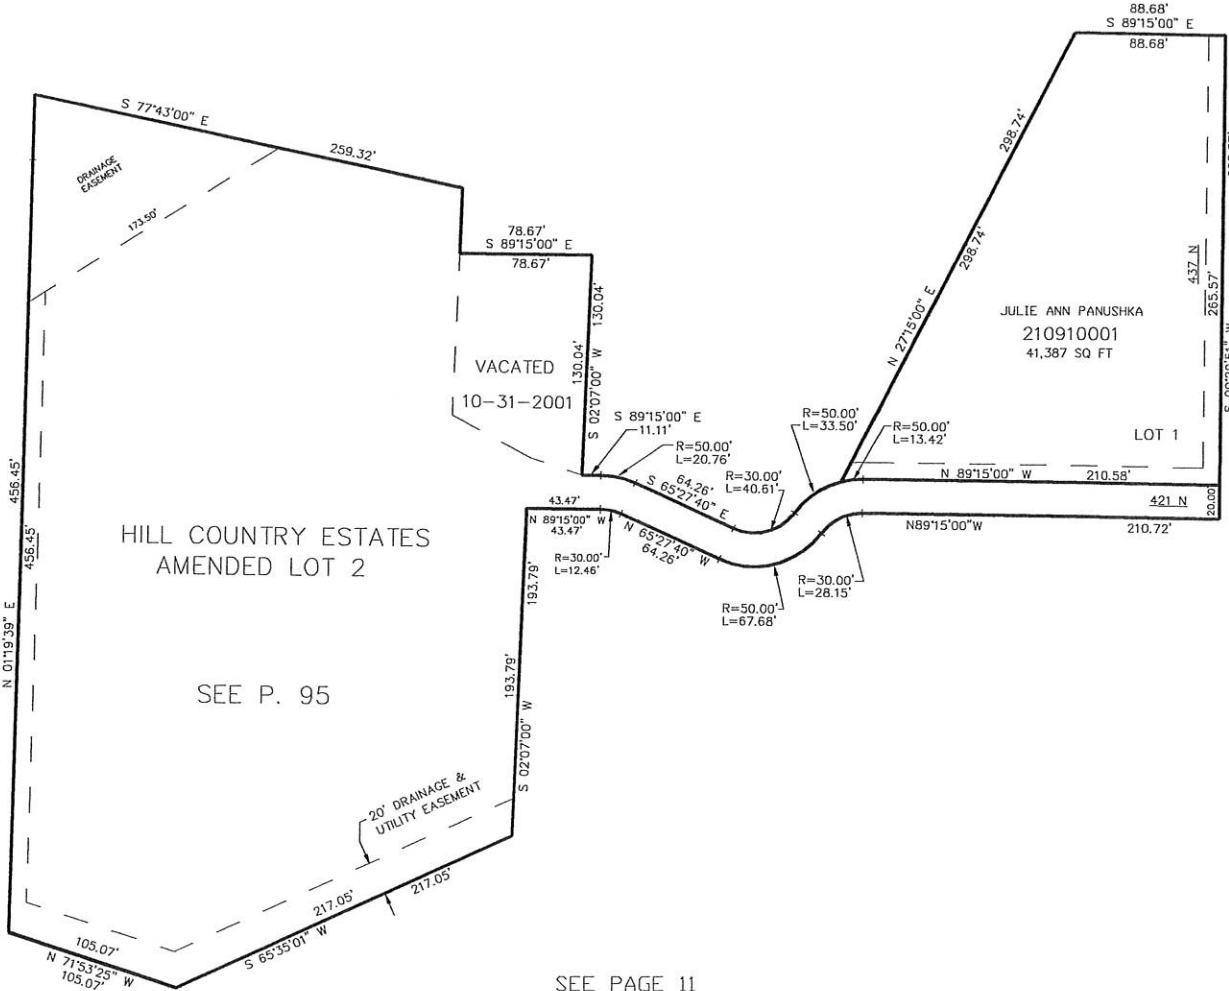 88.68'
S 89°15'00" E
88.68'
S 77°43'00" E
259.32'
DRAINAGE
EASEMENT
173.50'
298.74'
298.74'
N 27°15'00" E
78.67'
S 89°15'00" E
78.67'
130.04'
130.04'
S 02°07'00" W
VACATED
10-31-2001
437 N
265.57'
JULIE ANN PANUSHKA
210910001
41,387 SQ FT
LOT 1
S 89°15'00" E
11.11'
R=50.00'
L=20.76'
R=50.00'
L=33.50'
R=50.00'
L=13.42'
64.26'
S 65°27'40" E
R=30.00'
L=40.61'
N 89°15'00" W
210.58'
421 N
20.00'
N89°15'00"W
210.72'
43.47'
N 89°15'00" W
43.47'
N 65°27'40" W
64.26'
R=30.00'
L=12.46'
R=30.00'
L=28.15'
R=50.00'
L=67.68'
456.45'
456.45'
N 01°19'39" E
HILL COUNTRY ESTATES
AMENDED LOT 2
SEE P. 95
193.79'
193.79'
S 02°07'00" W
20' DRAINAGE &
UTILITY EASEMENT
217.05'
217.05'
S 65°35'01" W
105.07'
N 71°53'25" W
105.07'
SEE PAGE 11